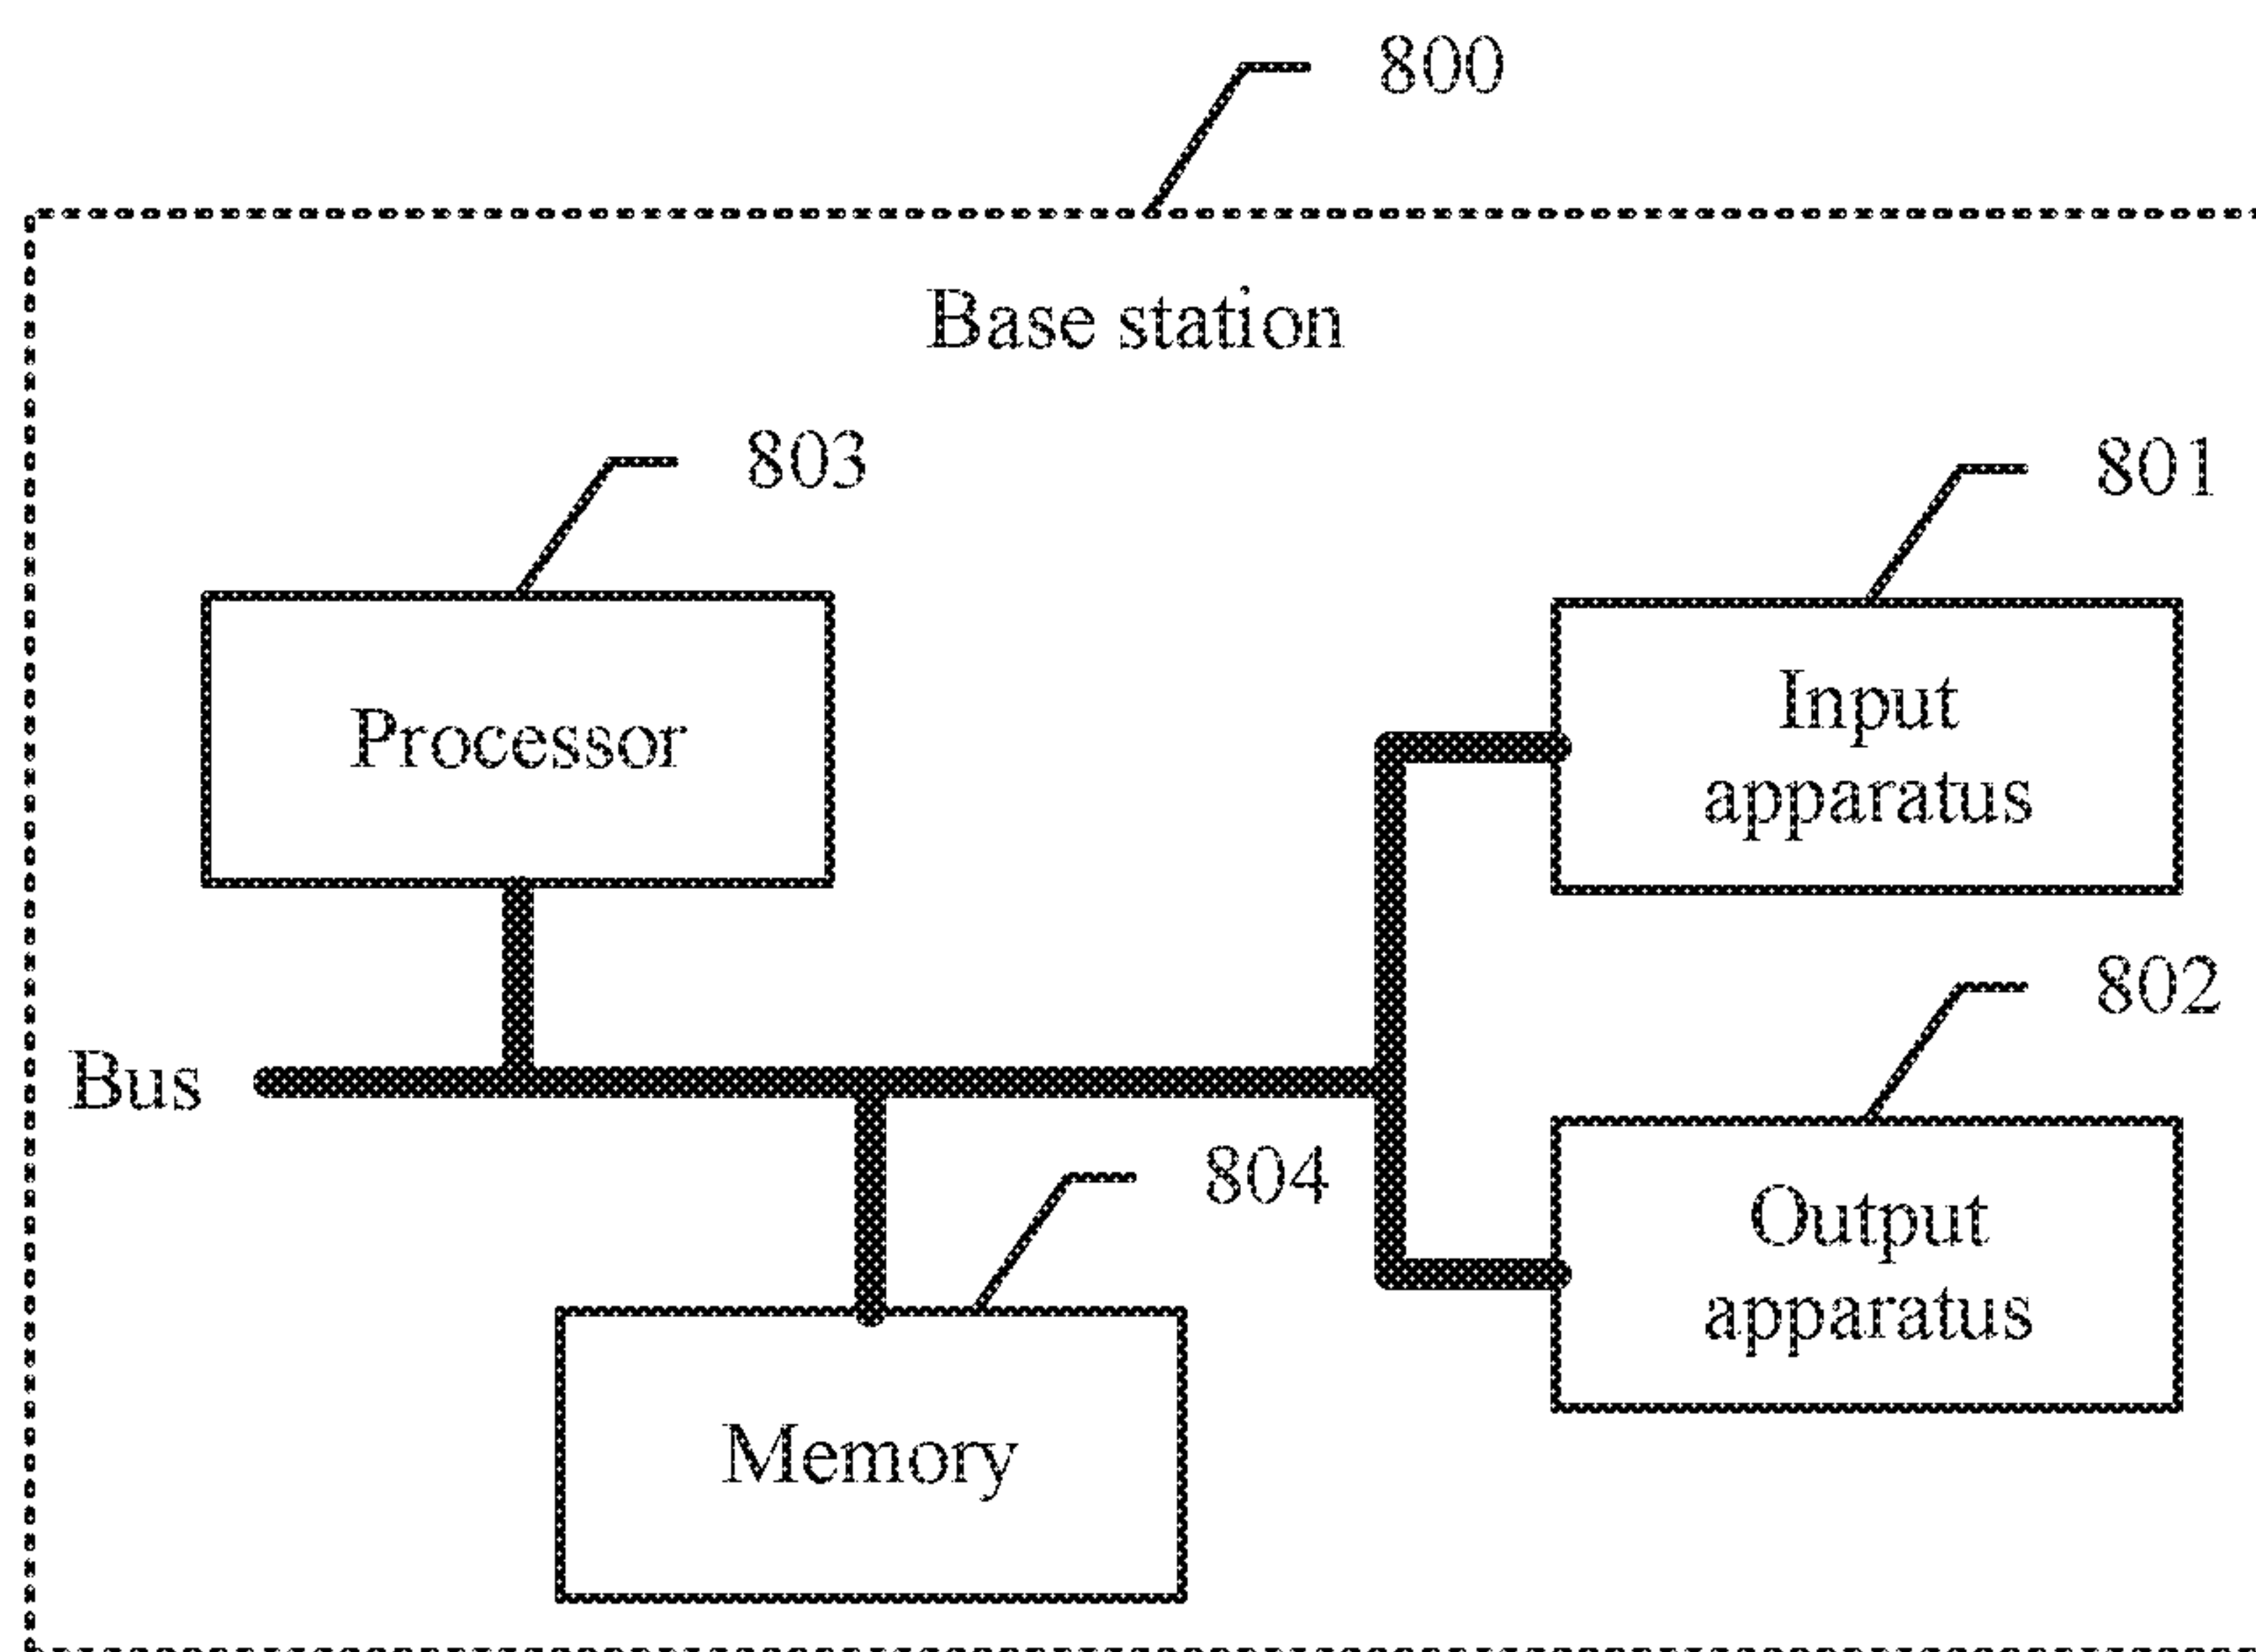 800
Base station
803
801
Processor
Input
apparatus
802
Bus
804
Output
apparatus
Memory